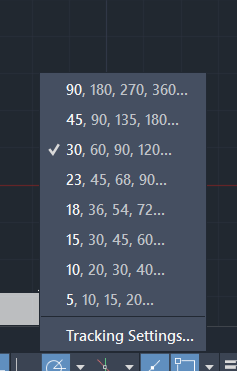 90, 180, 270, 360...
45, 90, 135, 180...
30, 60, 90, 120...
23, 45, 68, 90...
18, 36, 54, 72...
15, 30, 45, 60...
10, 20, 30, 40...
5, 10, 15, 20...
Tracking Settings...